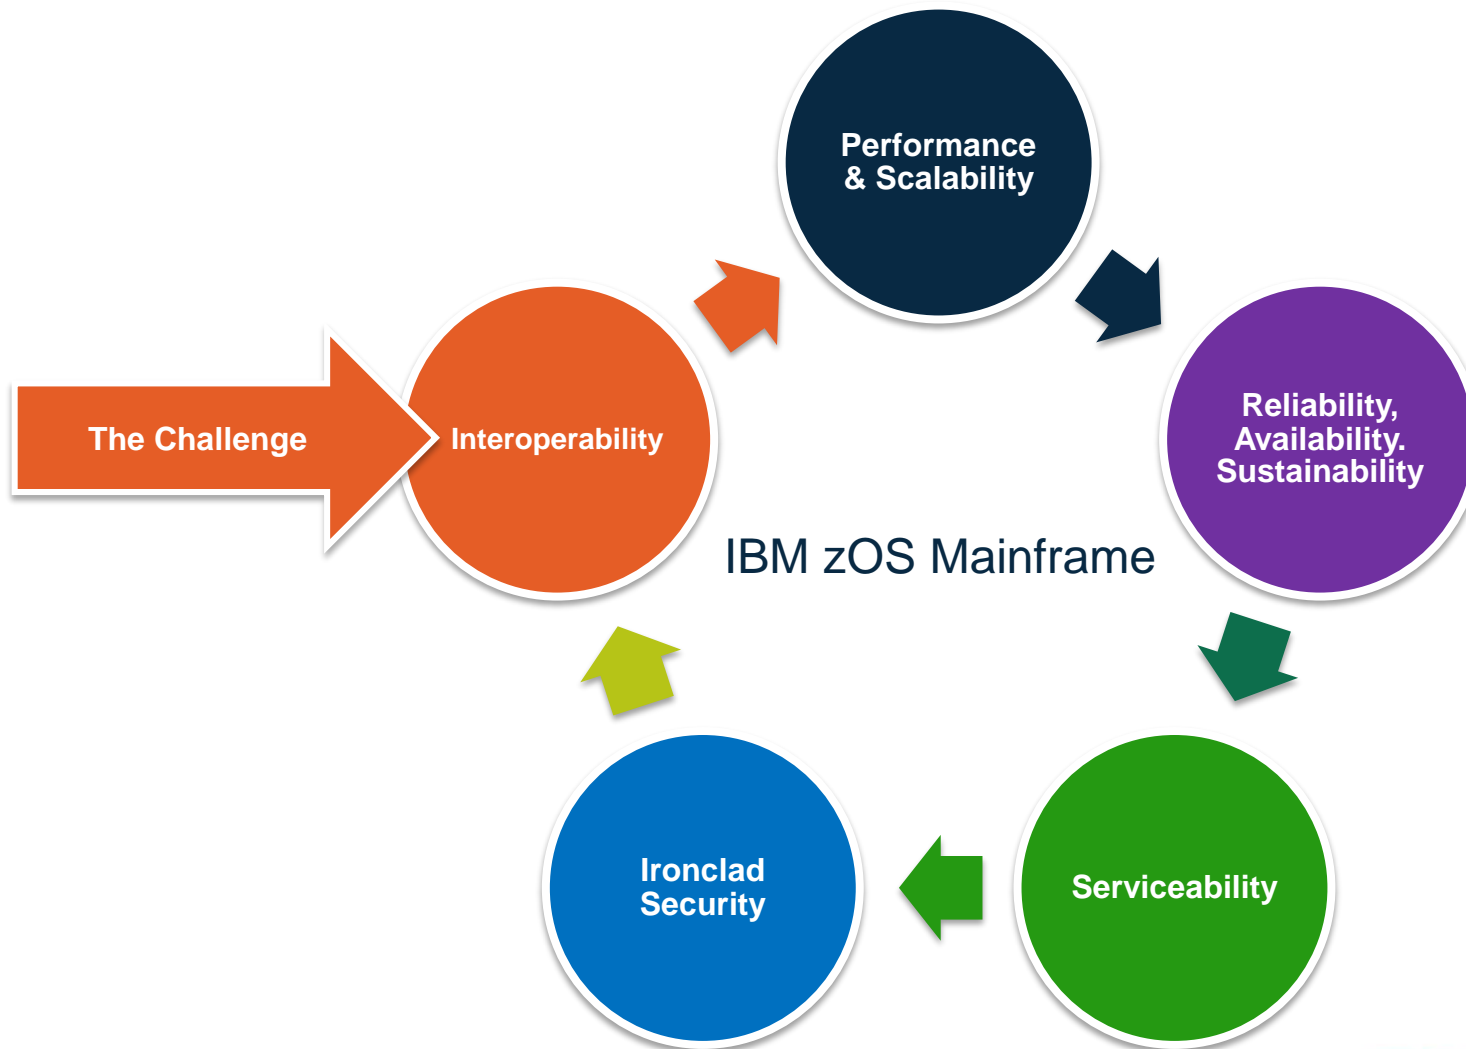 Performance
& Scalability
The Challenge
Interoperability
Reliability,
Availability.
Sustainability
IBM zOS Mainframe
Ironclad
Security
Serviceability